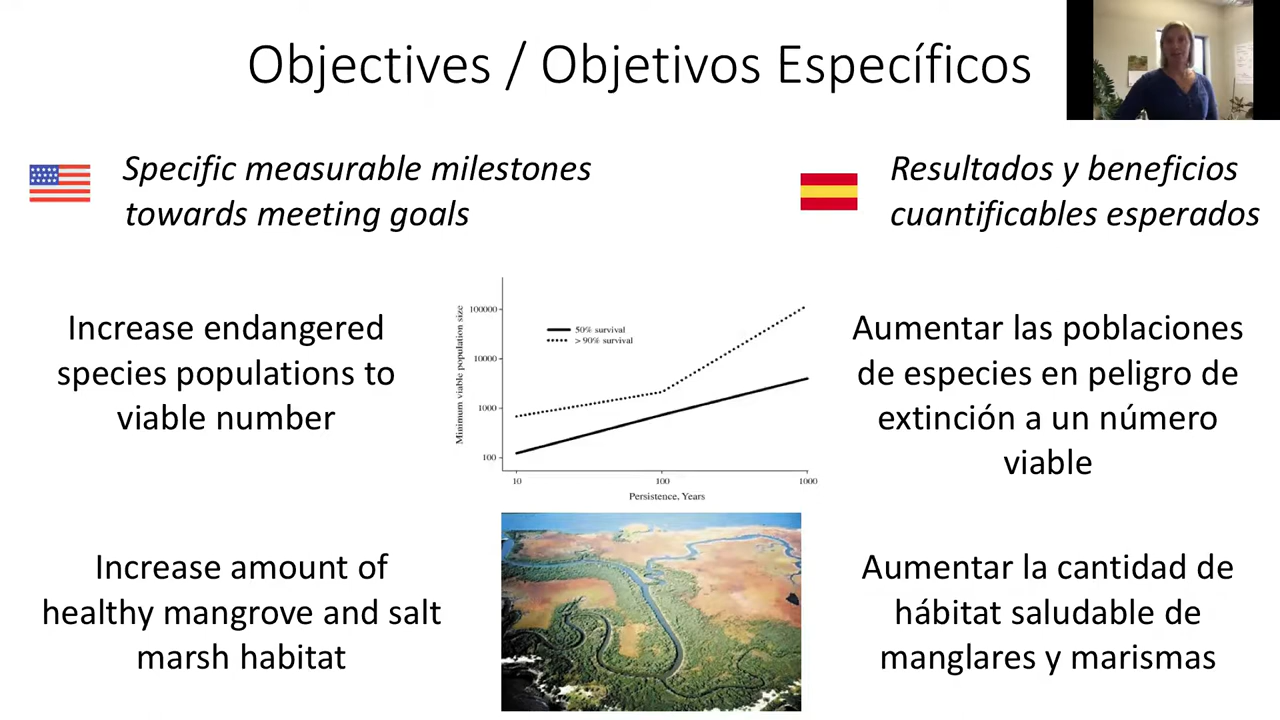 Objectives / Objetivos Específicos
Specific measurable milestones
towards meeting goals
Resultados y beneficios
cuantificables esperados
Increase endangered
species populations to
viable number
Minimum viable population size
100000
10000
1000
100
50% survival
> 90% survival
10
100
1000
Persistence, Years
Aumentar las poblaciones
de especies en peligro de
extinción a un número
viable
Increase amount of
healthy mangrove and salt
marsh habitat
Aumentar la cantidad de
hábitat saludable de
manglares y marismas